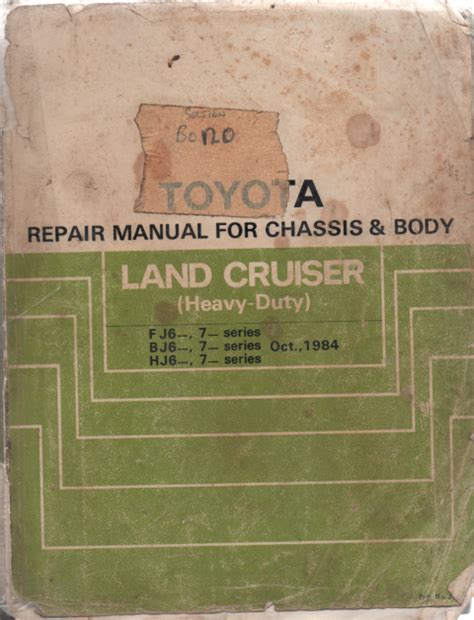 Section
TOYOTA
REPAIR MANUAL FOR CHASSIS & BODY
LAND CRUISER
(Heavy-Duty)
FJ6–, 7– series
BJ6–, 7– series Oct.,1984
HJ6–, 7– series